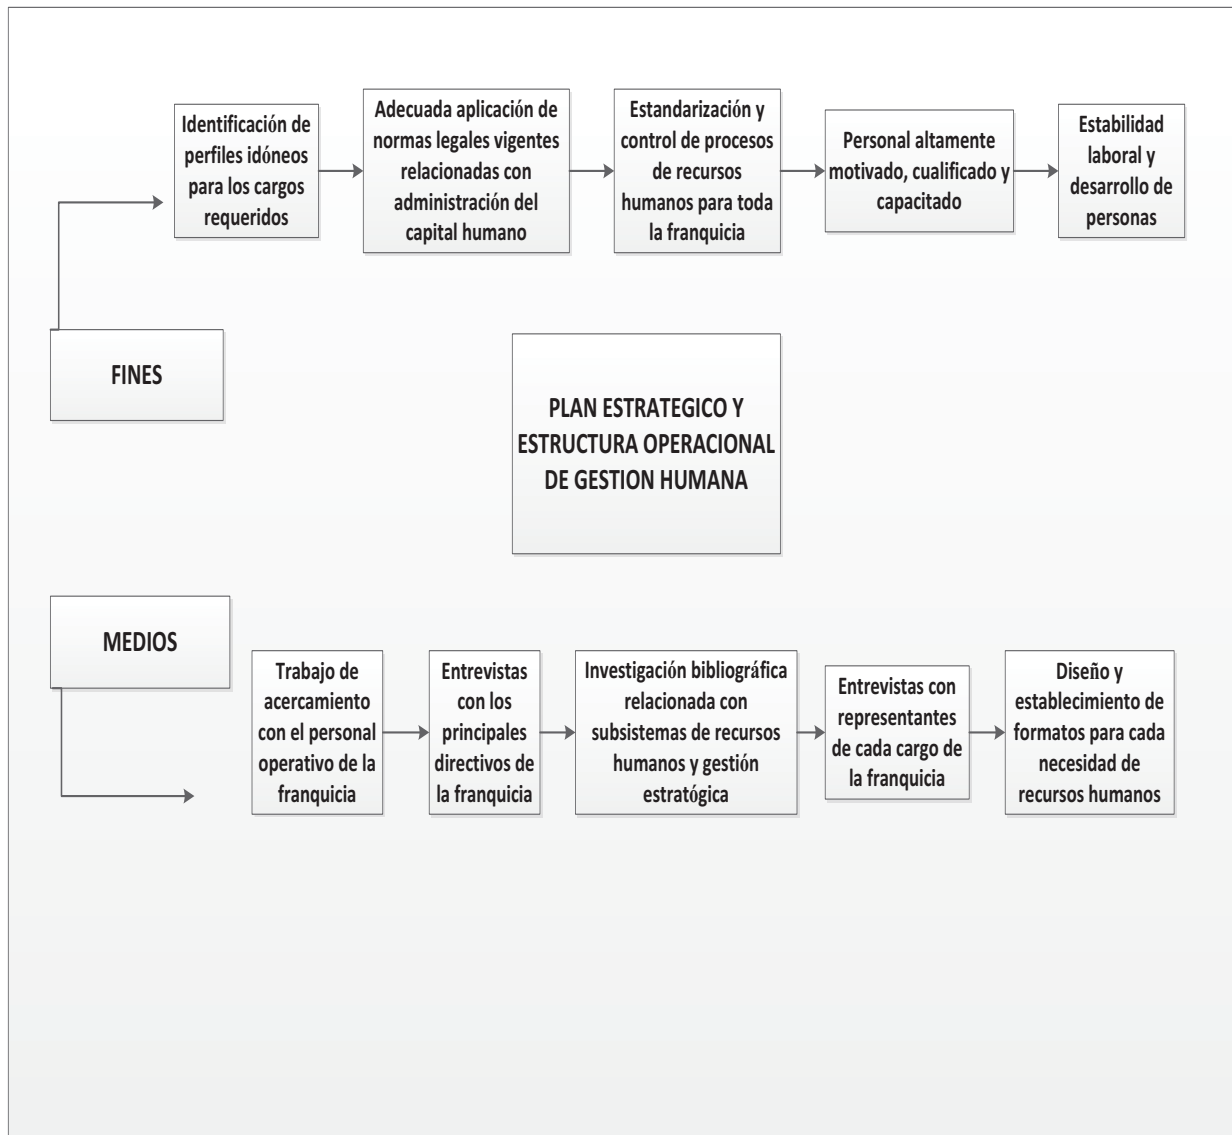 Identificación de
perfiles idóneos
para los cargos
requeridos
Adecuada aplicación de
normas legales vigentes
relacionadas con
administración del
capital humano
Estandarización y
control de procesos
de recursos
humanos para toda
la franquicia
Personal altamente
motivado, cualificado y
capacitado
Estabilidad
laboral y
desarrollo de
personas
FINES
PLAN ESTRATEGICO Y
ESTRUCTURA OPERACIONAL
DE GESTION HUMANA
MEDIOS
Trabajo de
acercamiento
con el personal
operativo de la
franquicia
Entrevistas
con los
principales
directivos de
la franquicia
Investigación bibliográfica
relacionada con
subsistemas de recursos
humanos y gestión
estratógica
Entrevistas con
representantes
de cada cargo de
la franquicia
Diseño y
establecimiento de
formatos para cada
necesidad de
recursos humanos